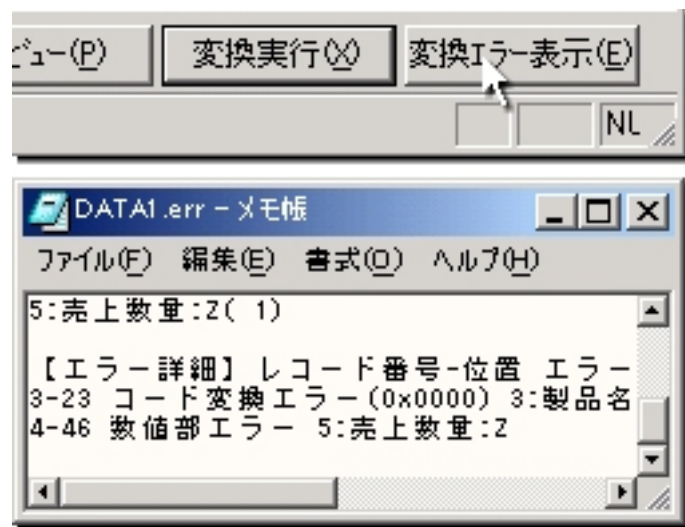 ビュー(P) 変換実行(X) 変換エラー表示(E)
NL
DATA1.err - メモ帳
ファイル(F) 編集(E) 書式(O) ヘルプ(H)
5:売上数量:Z( 1)
【エラー詳細】 レコード番号-位置 エラー
3-23 コード変換エラー(0x0000) 3:製品名
4-46 数値部エラー 5:売上数量:Z